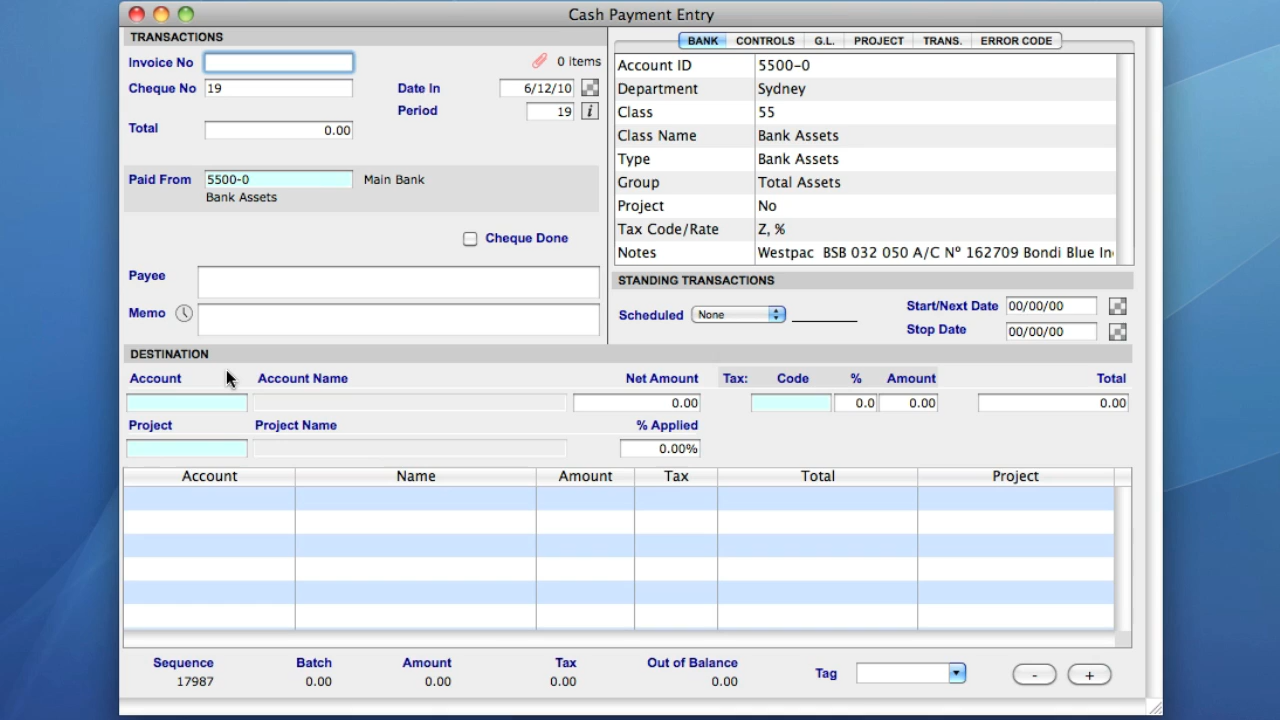 Cash Payment Entry
TRANSACTIONS
Invoice No
0 items
Cheque No 19
Date In 6/12/10
Period 19 i
Total 0.00
Paid From 5500-0 Main Bank
Bank Assets
Cheque Done
Payee
Memo
BANK CONTROLS G.L. PROJECT TRANS. ERROR CODE
Account ID 5500-0
Department Sydney
Class 55
Class Name Bank Assets
Type Bank Assets
Group Total Assets
Project No
Tax Code/Rate Z, %
Notes Westpac BSB 032 050 A/C Nº 162709 Bondi Blue In
STANDING TRANSACTIONS
Scheduled None
Start/Next Date 00/00/00
Stop Date 00/00/00
DESTINATION
Account Account Name Net Amount Tax: Code % Amount Total
0.00 0.0 0.00 0.00
Project Project Name % Applied
0.00%
Account Name Amount Tax Total Project
Sequence Batch Amount Tax Out of Balance
17987 0.00 0.00 0.00 0.00
Tag - +